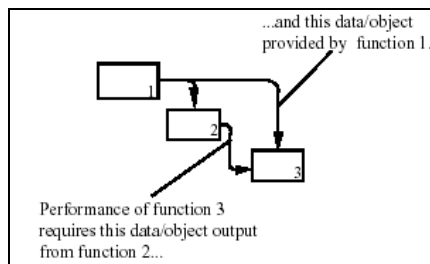 ...and this data/object
provided by function 1.
1
2
3
Performance of function 3
requires this data/object output
from function 2...